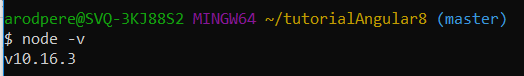 arodpere@SVQ-3KJ88S2 MINGW64 ~/tutorialAngular8 (master)
$ node -v
v10.16.3